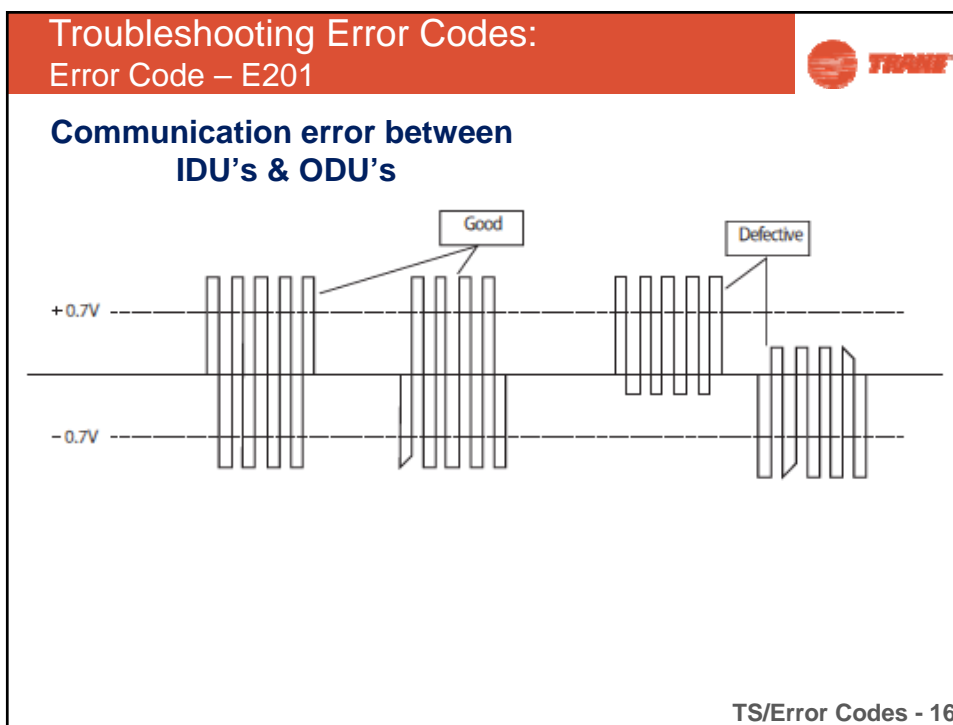 Troubleshooting Error Codes:
Error Code – E201
TRANE
Communication error between
IDU's & ODU's
Good
Defective
+0.7V
-0.7V
TS/Error Codes - 16